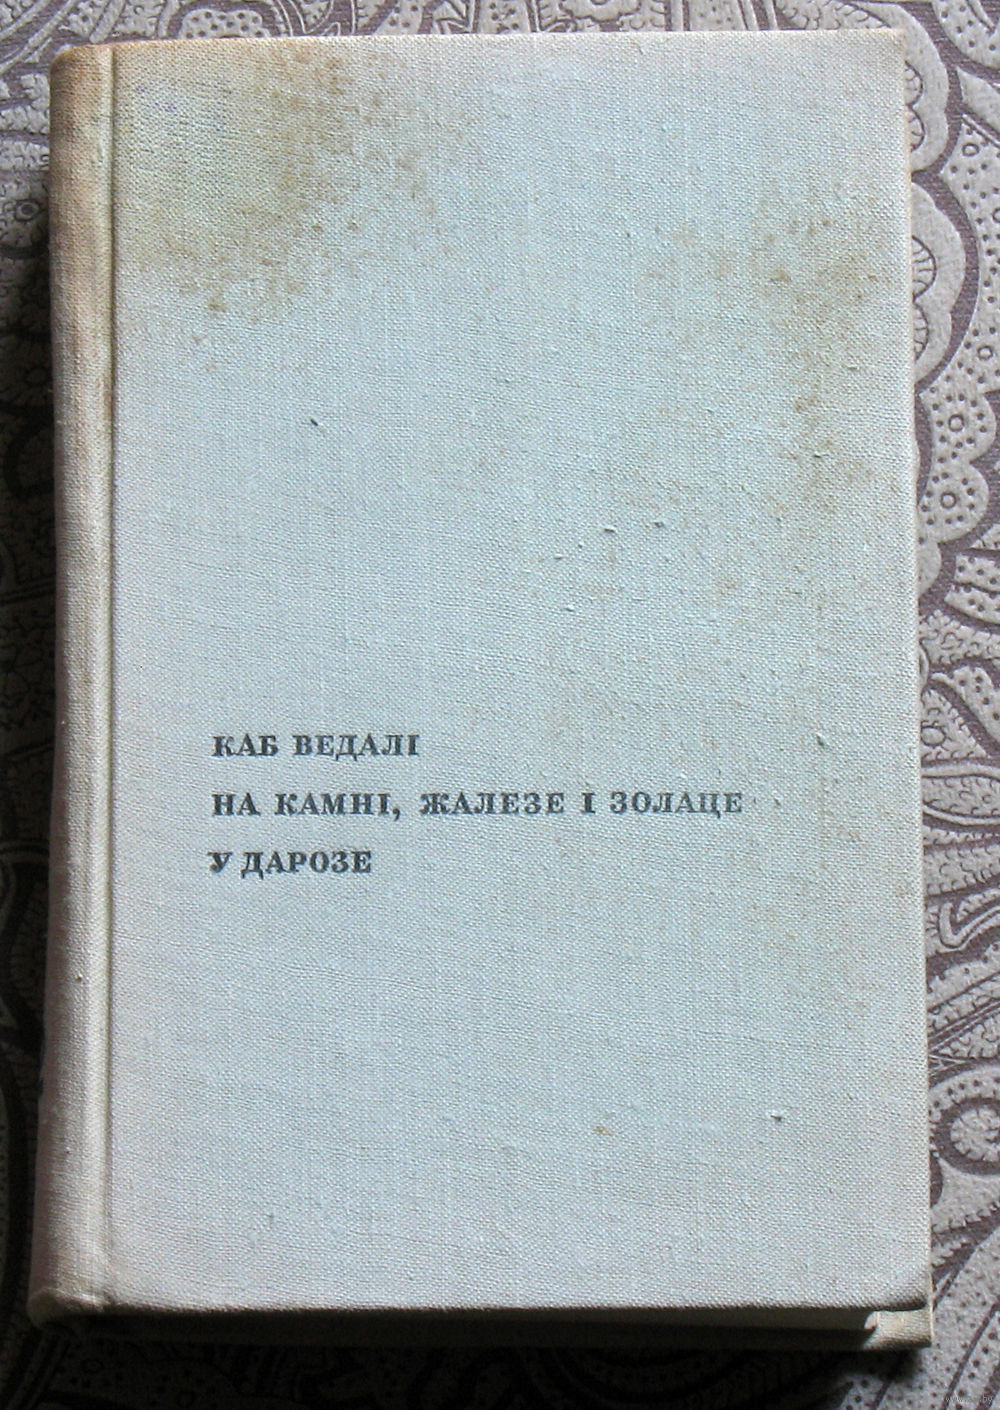 КАБ ВЕДАЛІ
НА КАМНІ, ЖАЛЕЗЕ І ЗОЛАЦЕ
У ДАРОЗЕ